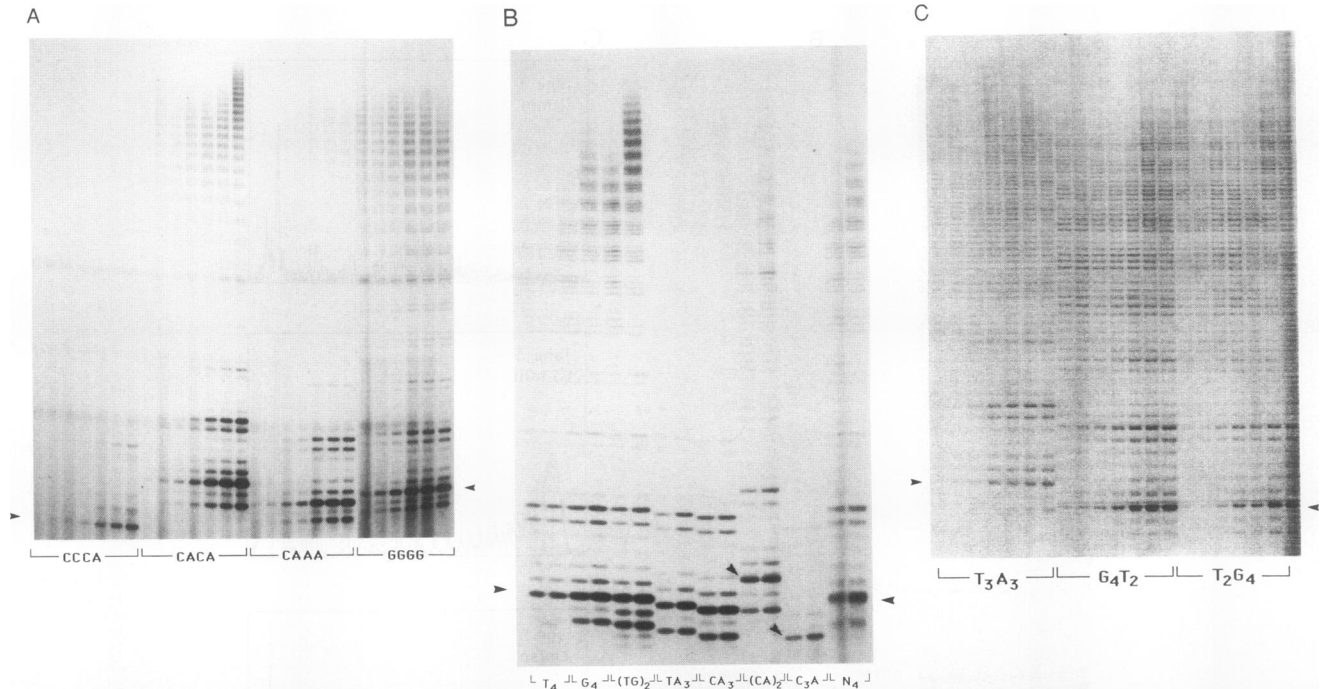 A
CCCA CACA CAAA GGGG
B
T4 G4 (TG)2 TA3 CA3 (CA)2 C3A N4
C
T3A3 G4T2 T2G4